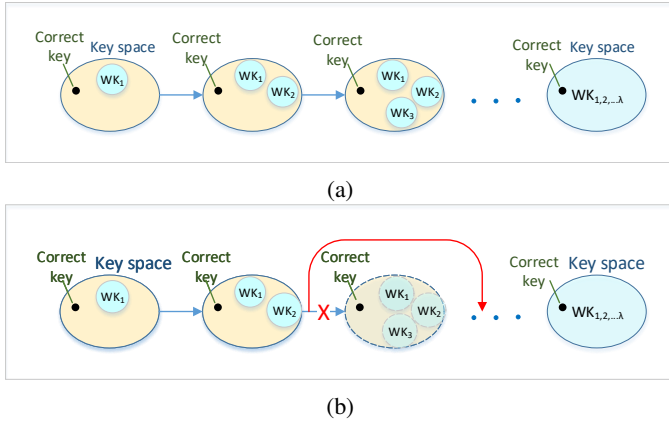 Correct
key
Key space
WK1
Correct
key
WK1
WK2
Correct
key
WK1
WK2
WK3
. . .
Correct
key
Key space
WK1,2,...λ
(a)
Correct
key
Key space
WK1
Correct
key
WK1
WK2
X
Correct
key
WK1
WK2
WK3
. . .
Correct
key
Key space
WK1,2,...λ
(b)